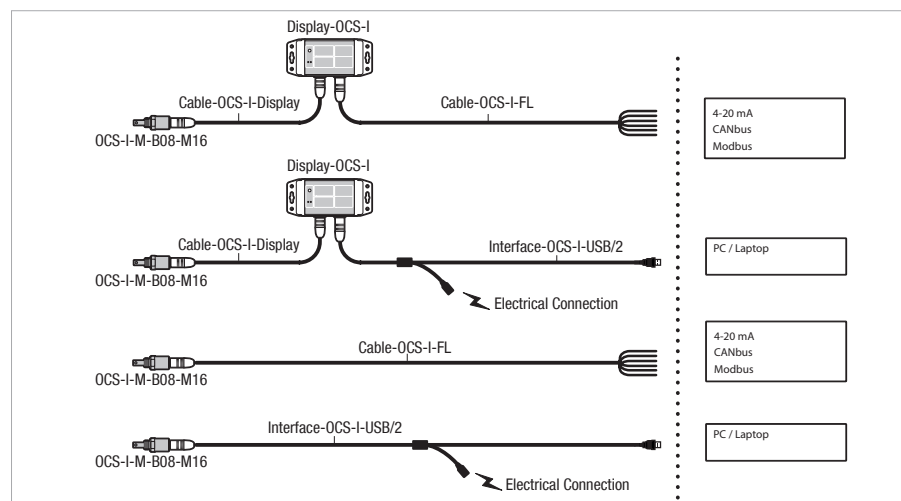 Display-OCS-I
Cable-OCS-I-Display
Cable-OCS-I-FL
OCS-I-M-B08-M16
4-20 mA
CANbus
Modbus
Display-OCS-I
Cable-OCS-I-Display
Interface-OCS-I-USB/2
OCS-I-M-B08-M16
Electrical Connection
PC / Laptop
Cable-OCS-I-FL
OCS-I-M-B08-M16
4-20 mA
CANbus
Modbus
Interface-OCS-I-USB/2
OCS-I-M-B08-M16
Electrical Connection
PC / Laptop